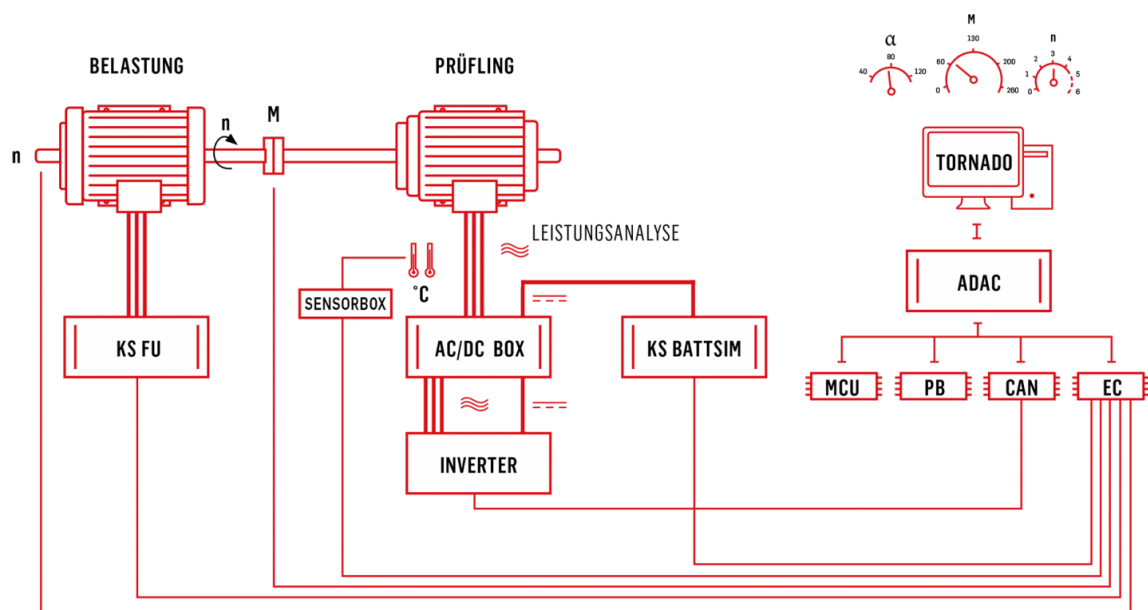 BELASTUNG
PRÜFLING
n
n
M
LEISTUNGSANALYSE
°C
SENSORBOX
KS FU
AC/DC BOX
KS BATTSIM
INVERTER
α
40
80
120
M
0
60
130
200
260
n
0
1
2
3
4
5
6
TORNADO
ADAC
MCU
PB
CAN
EC